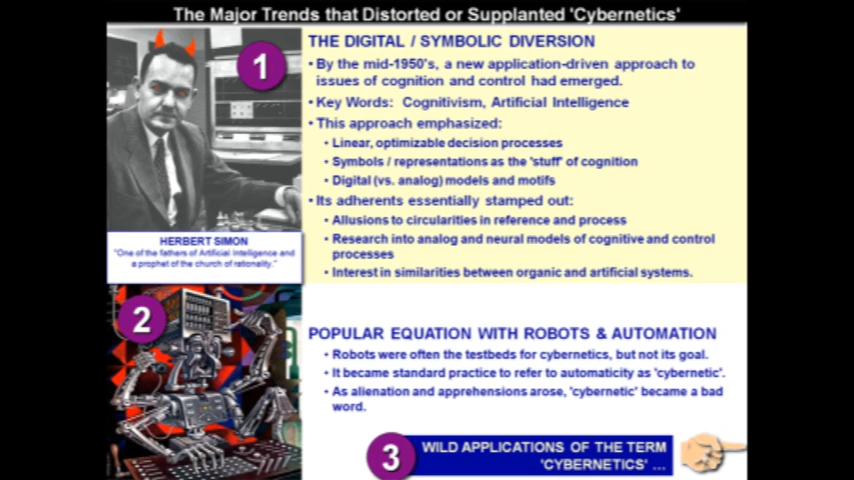 The Major Trends that Distorted or Supplanted 'Cybernetics'
1
THE DIGITAL / SYMBOLIC DIVERSION
• By the mid-1950's, a new application-driven approach to
issues of cognition and control had emerged.
• Key Words: Cognitivism, Artificial Intelligence
• This approach emphasized:
• Linear, optimizable decision processes
• Symbols / representations as the 'stuff' of cognition
• Digital (vs. analog) models and motifs
• Its adherents essentially stamped out:
• Allusions to circularities in reference and process
• Research into analog and neural models of cognitive and control
processes
• Interest in similarities between organic and artificial systems.
HERBERT SIMON
"One of the fathers of Artificial Intelligence and
a prophet of the church of rationality."
2
POPULAR EQUATION WITH ROBOTS & AUTOMATION
• Robots were often the testbeds for cybernetics, but not its goal.
• It became standard practice to refer to automaticity as 'cybernetic'.
• As alienation and apprehensions arose, 'cybernetic' became a bad
word.
3
WILD APPLICATIONS OF THE TERM
'CYBERNETICS' ...